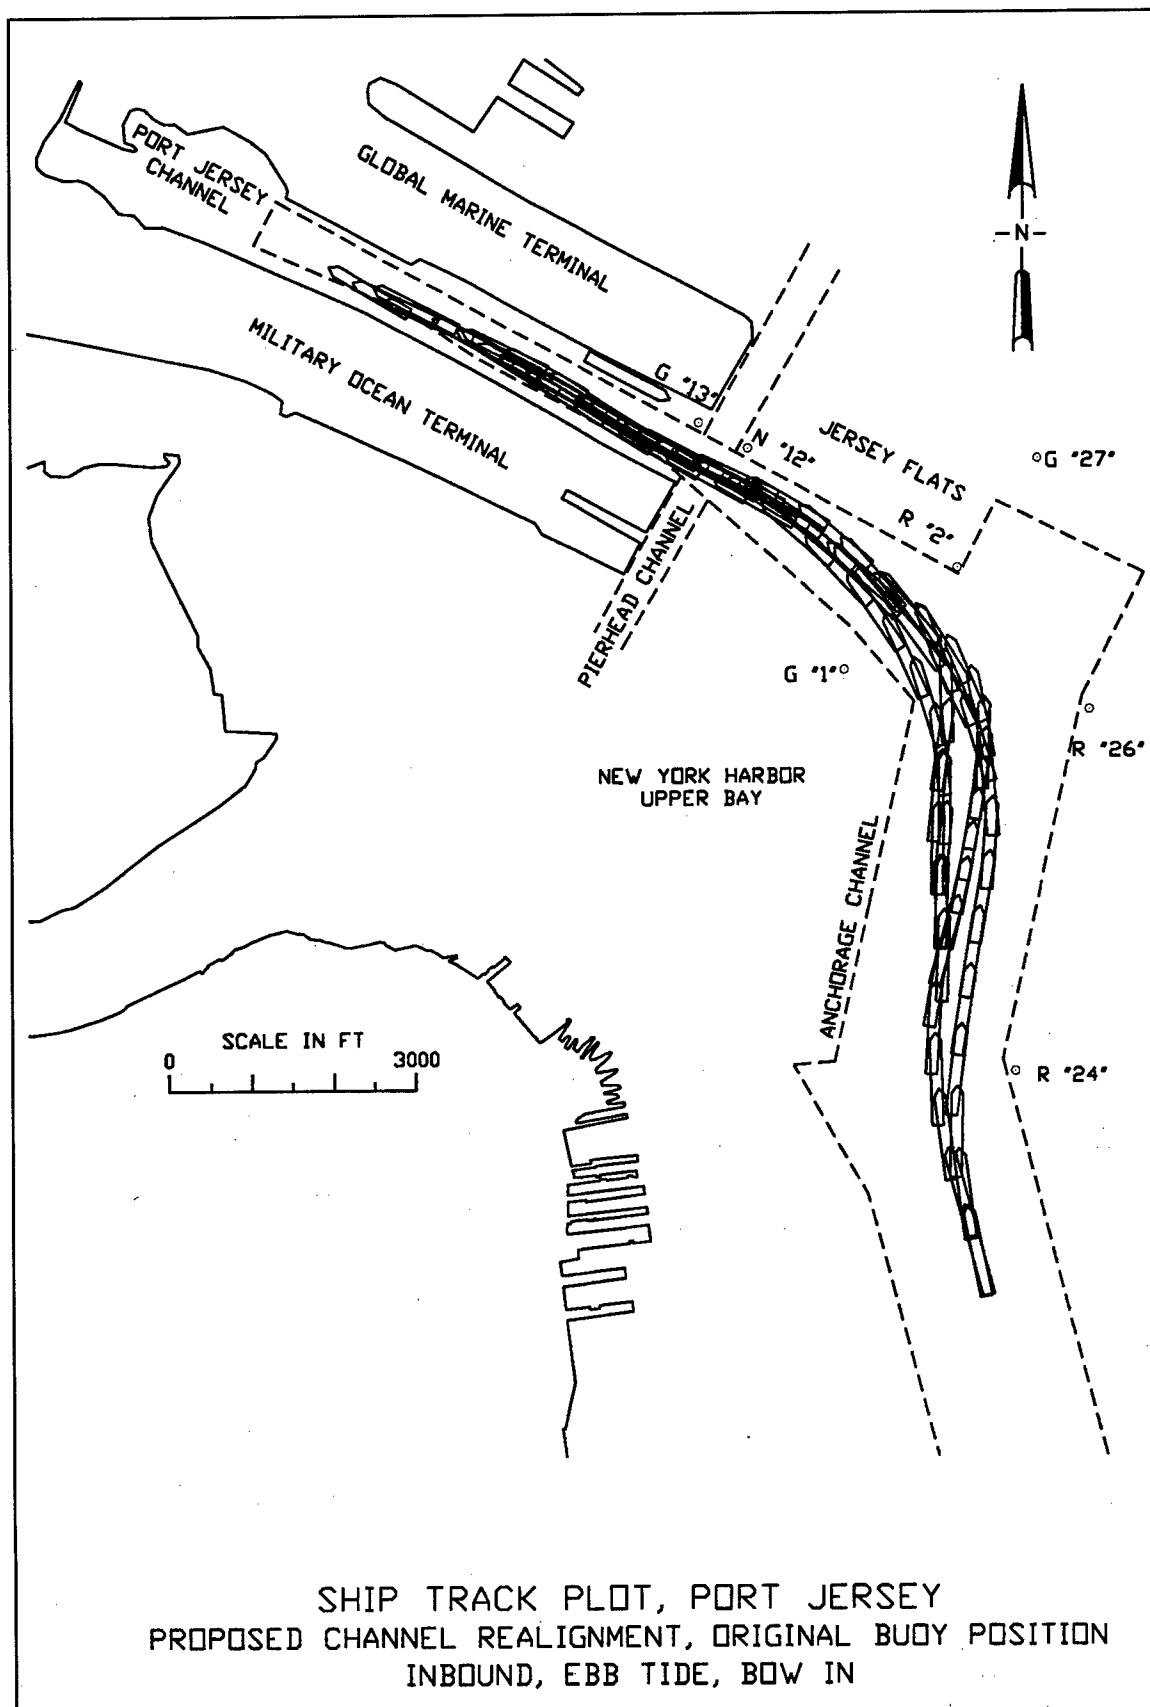 PORT JERSEY
CHANNEL
GLOBAL MARINE TERMINAL
-N-
MILITARY OCEAN TERMINAL
G "13"
N "12"
JERSEY FLATS
G "27"
R "2"
PIERHEAD CHANNEL
G "1"
R "26"
NEW YORK HARBOR
UPPER BAY
ANCHORAGE CHANNEL
SCALE IN FT
0 3000
R "24"
SHIP TRACK PLOT, PORT JERSEY
PROPOSED CHANNEL REALIGNMENT, ORIGINAL BUOY POSITION
INBOUND, EBB TIDE, BOW IN